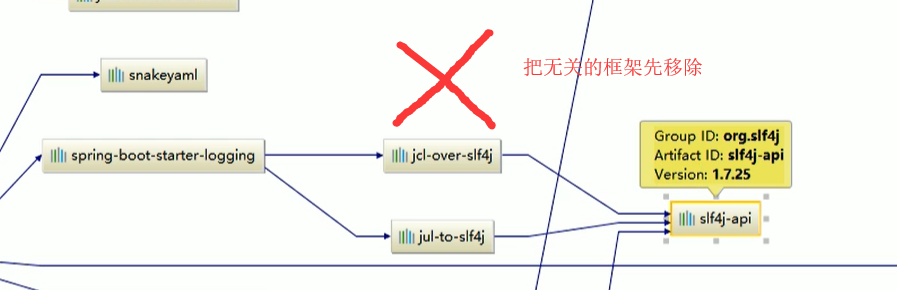 snakeyaml
把无关的框架先移除
Group ID: org.slf4j
Artifact ID: slf4j-api
Version: 1.7.25
spring-boot-starter-logging
jcl-over-slf4j
slf4j-api
jul-to-slf4j